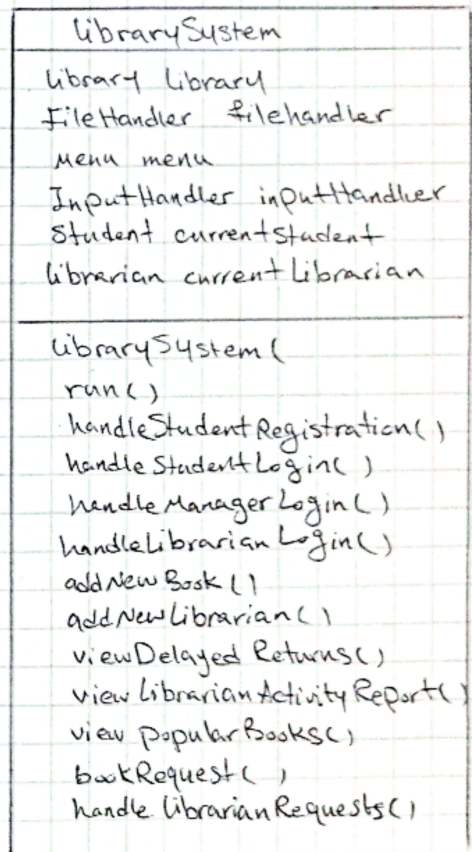 librarySystem
library library
FileHandler filehandler
Menu menu
InputHandler inputHandler
Student currentStudent
librarian currentLibrarian
librarySystem(
run()
handleStudentRegistration()
handleStudentLogin()
handleManagerLogin()
handleLibrarianLogin()
addNewBook()
addNewLibrarian()
viewDelayedReturns()
viewLibrarianActivityReport()
viewpopularBooks()
bookRequest()
handlelibrarianRequests()